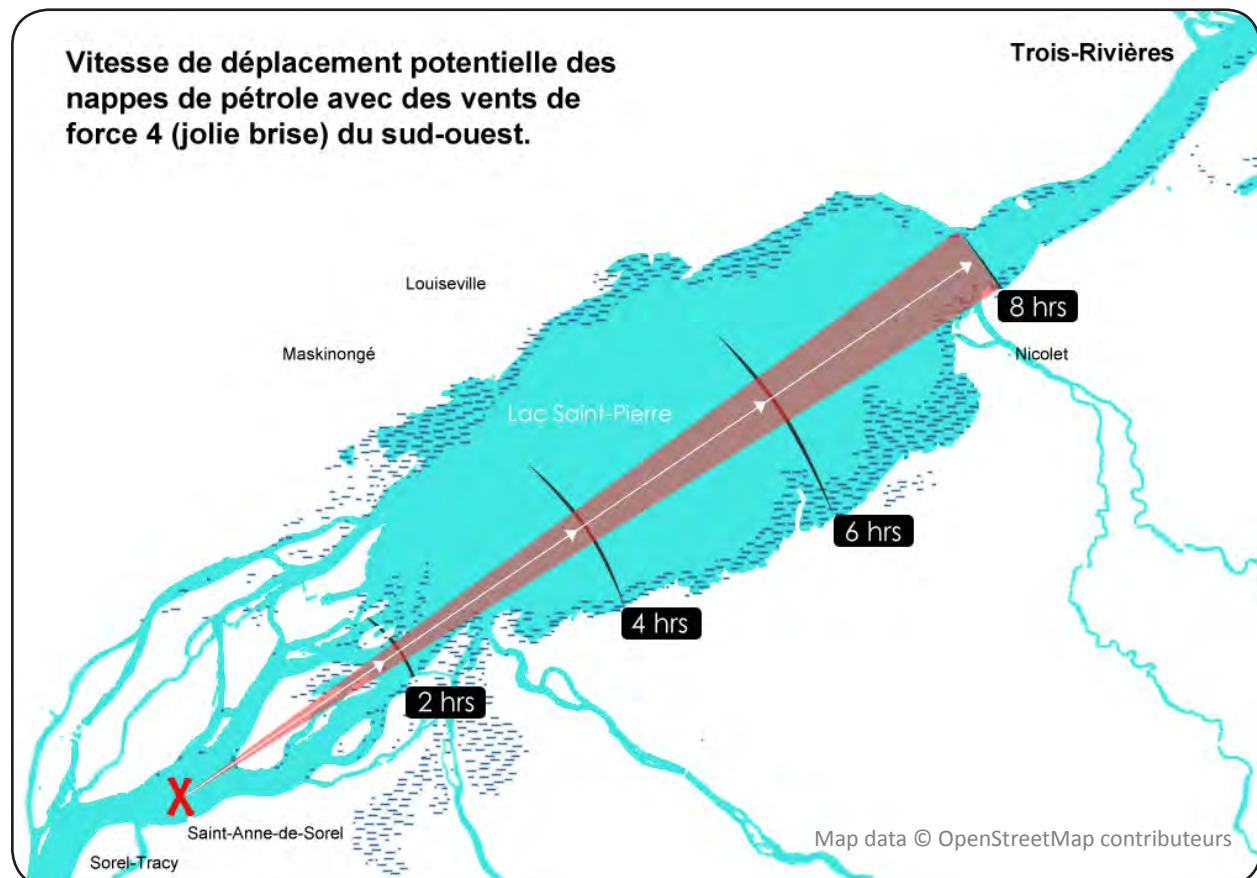 Vitesse de déplacement potentielle des
nappes de pétrole avec des vents de
force 4 (jolie brise) du sud-ouest.
Trois-Rivières
Louiseville
Maskinongé
Lac Saint-Pierre
8 hrs
Nicolet
6 hrs
4 hrs
2 hrs
X
Saint-Anne-de-Sorel
Sorel-Tracy
Map data © OpenStreetMap contributeurs